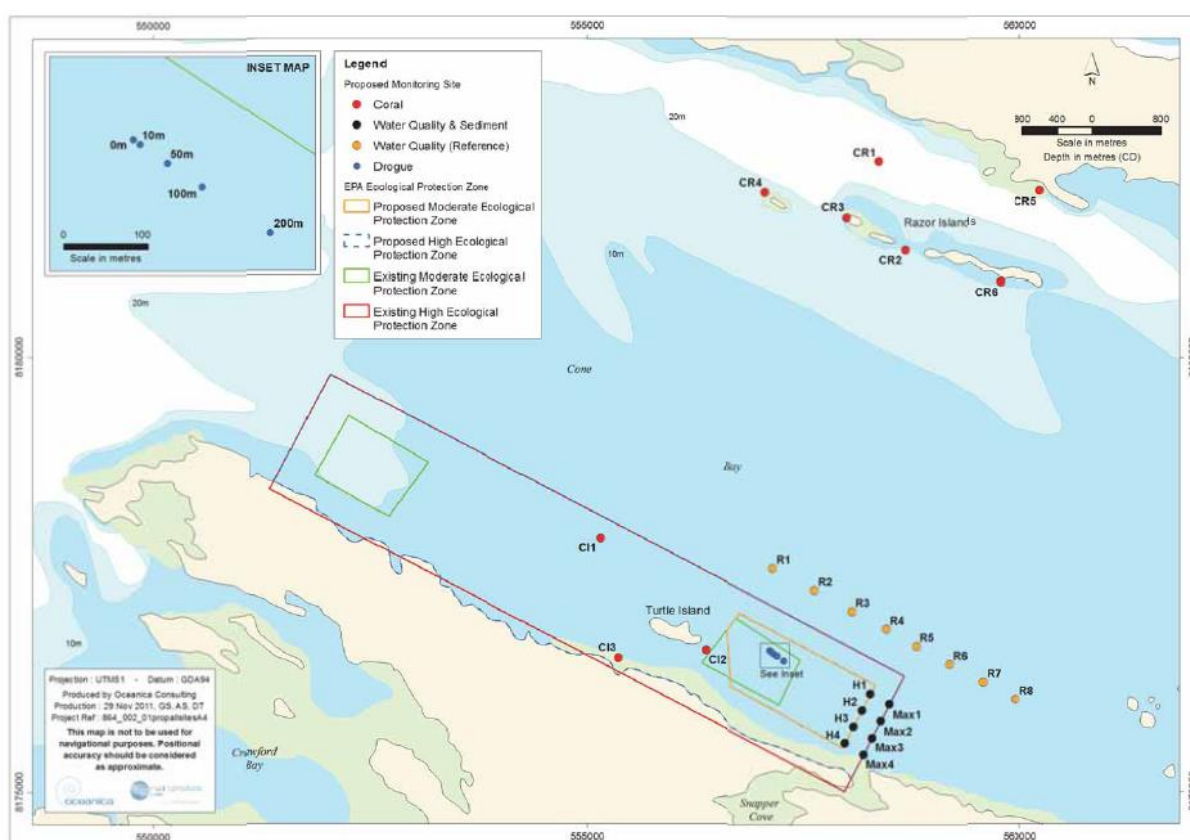 550000
555000
560000
INSET MAP
0m
10m
50m
100m
200m
0
100
Scale in metres
Legend
Proposed Monitoring Site
Coral
Water Quality & Sediment
Water Quality (Reference)
Drogue
EPA Ecological Protection Zone
Proposed Moderate Ecological
Protection Zone
Proposed High Ecological
Protection Zone
Existing Moderate Ecological
Protection Zone
Existing High Ecological
Protection Zone
N
800 400 0 800
Scale in metres
Depth in metres (CD)
20m
CR1
CR4
CR5
CR3
Razor Islands
CR2
10m
CR6
20m
8180000
Cone
Bay
CI1
R1
R2
R3
R4
R5
R6
R7
R8
Turtle Island
CI2
CI3
See Inset
H1
H2
H3
H4
Max1
Max2
Max3
Max4
10m
Projection : UTM51 - Datum : GDA94
Produced by Oceanica Consulting
Production : 29 Nov 2011, GS, AS, DT
Project Ref : 864_002_01propallsitesA4
This map is not to be used for
navigational purposes. Positional
accuracy should be considered
as approximate.
oceanica
Crawford
Bay
Snapper
Cove
8175000
550000
555000
560000